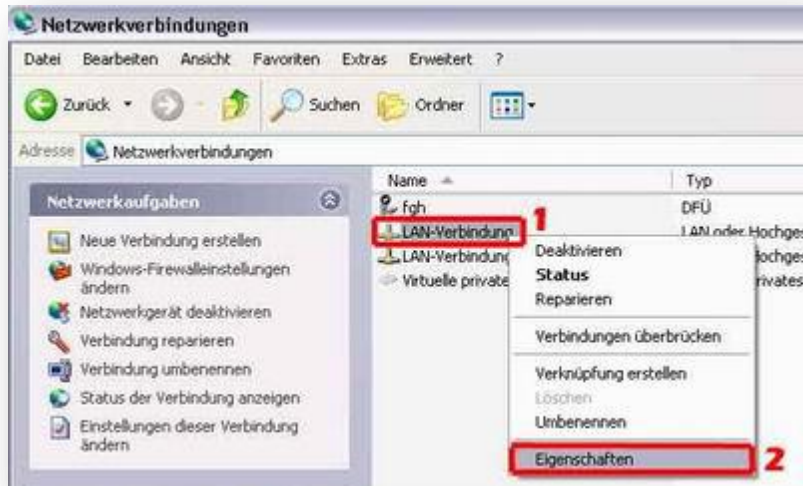 Netzwerkverbindungen
Datei Bearbeiten Ansicht Favoriten Extras Erweitert ?
Zurück Suchen Ordner
Adresse Netzwerkverbindungen
Netzwerkaufgaben
Neue Verbindung erstellen
Windows-Firewalleinstellungen
ändern
Netzwerkgerät deaktivieren
Verbindung reparieren
Verbindung umbenennen
Status der Verbindung anzeigen
Einstellungen dieser Verbindung
ändern
Name Typ
fgh DFÜ
LAN-Verbindung 1 LAN oder Hochges
LAN-Verbindung Hochges
Virtuelle private rivates
Deaktivieren
Status
Reparieren
Verbindungen überbrücken
Verknüpfung erstellen
Löschen
Umbenennen
Eigenschaften 2